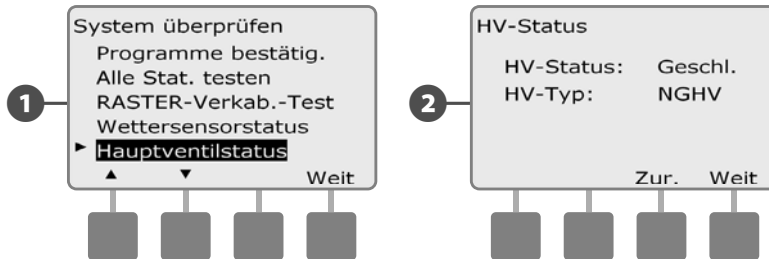 1
System überprüfen
Programme bestätig.
Alle Stat. testen
RASTER-Verkab.-Test
Wettersensorstatus
► Hauptventilstatus
▲ ▼ Weit
2
HV-Status
HV-Status: Geschl.
HV-Typ: NGHV
Zur. Weit